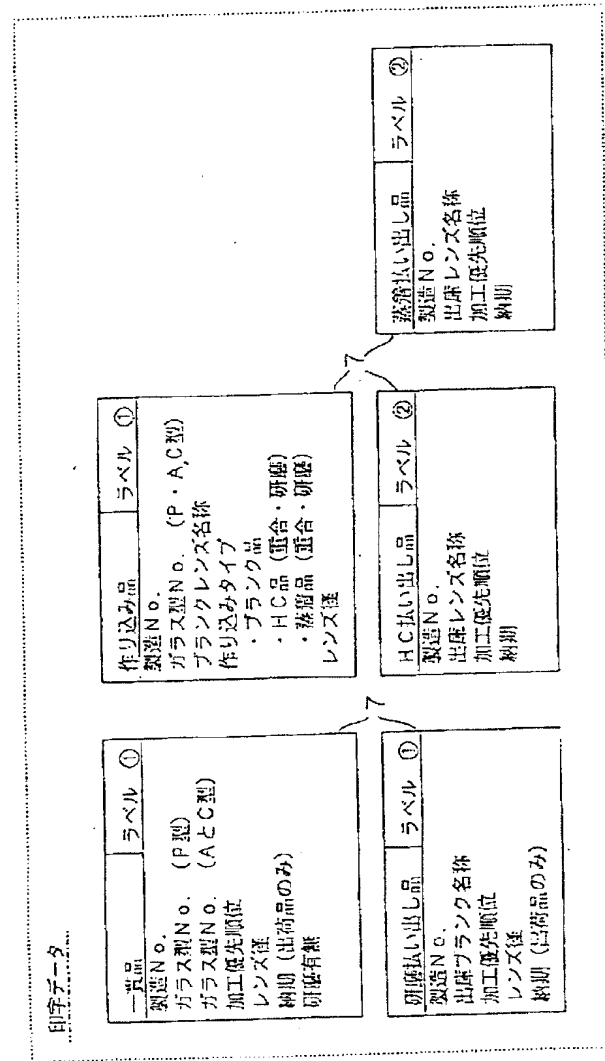 印字データ
一貫品 ラベル ①
製造No.
ガラス型No. (P型)
ガラス型No. (AとC型)
加工優先順位
レンズ径
納期 (出荷品のみ)
研磨有無
作り込み品 ラベル ①
製造No.
ガラス型No. (P・A,C型)
ブランクレンズ名称
作り込みタイプ
・ブランク品
・HC品 (重合・研磨)
・蒸着品 (重合・研磨)
レンズ径
7
7
研磨払い出し品 ラベル ①
製造No.
出庫ブランク名称
加工優先順位
レンズ径
納期 (出荷品のみ)
HC払い出し品 ラベル ②
製造No.
出庫レンズ名称
加工優先順位
納期
蒸着払い出し品 ラベル ②
製造No.
出庫レンズ名称
加工優先順位
納期